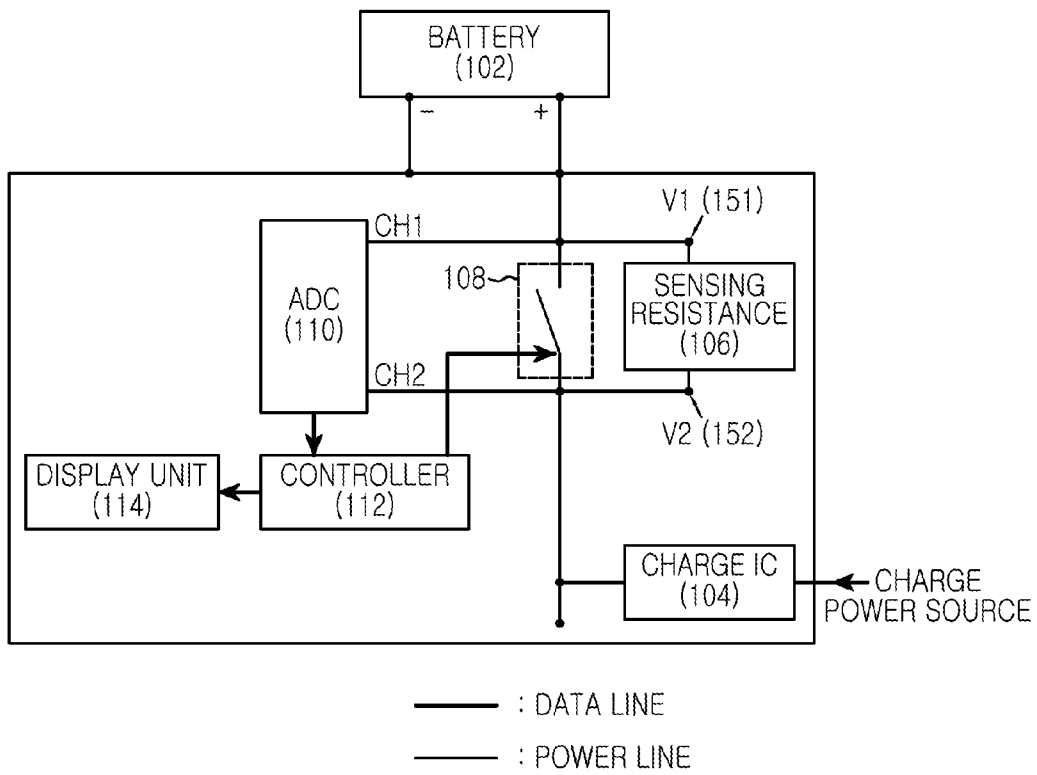 BATTERY
(102)
−
+
V1 (151)
CH1
108
SENSING
RESISTANCE
(106)
ADC
(110)
CH2
V2 (152)
DISPLAY UNIT
(114)
CONTROLLER
(112)
CHARGE IC
(104)
CHARGE
POWER SOURCE
: DATA LINE
: POWER LINE